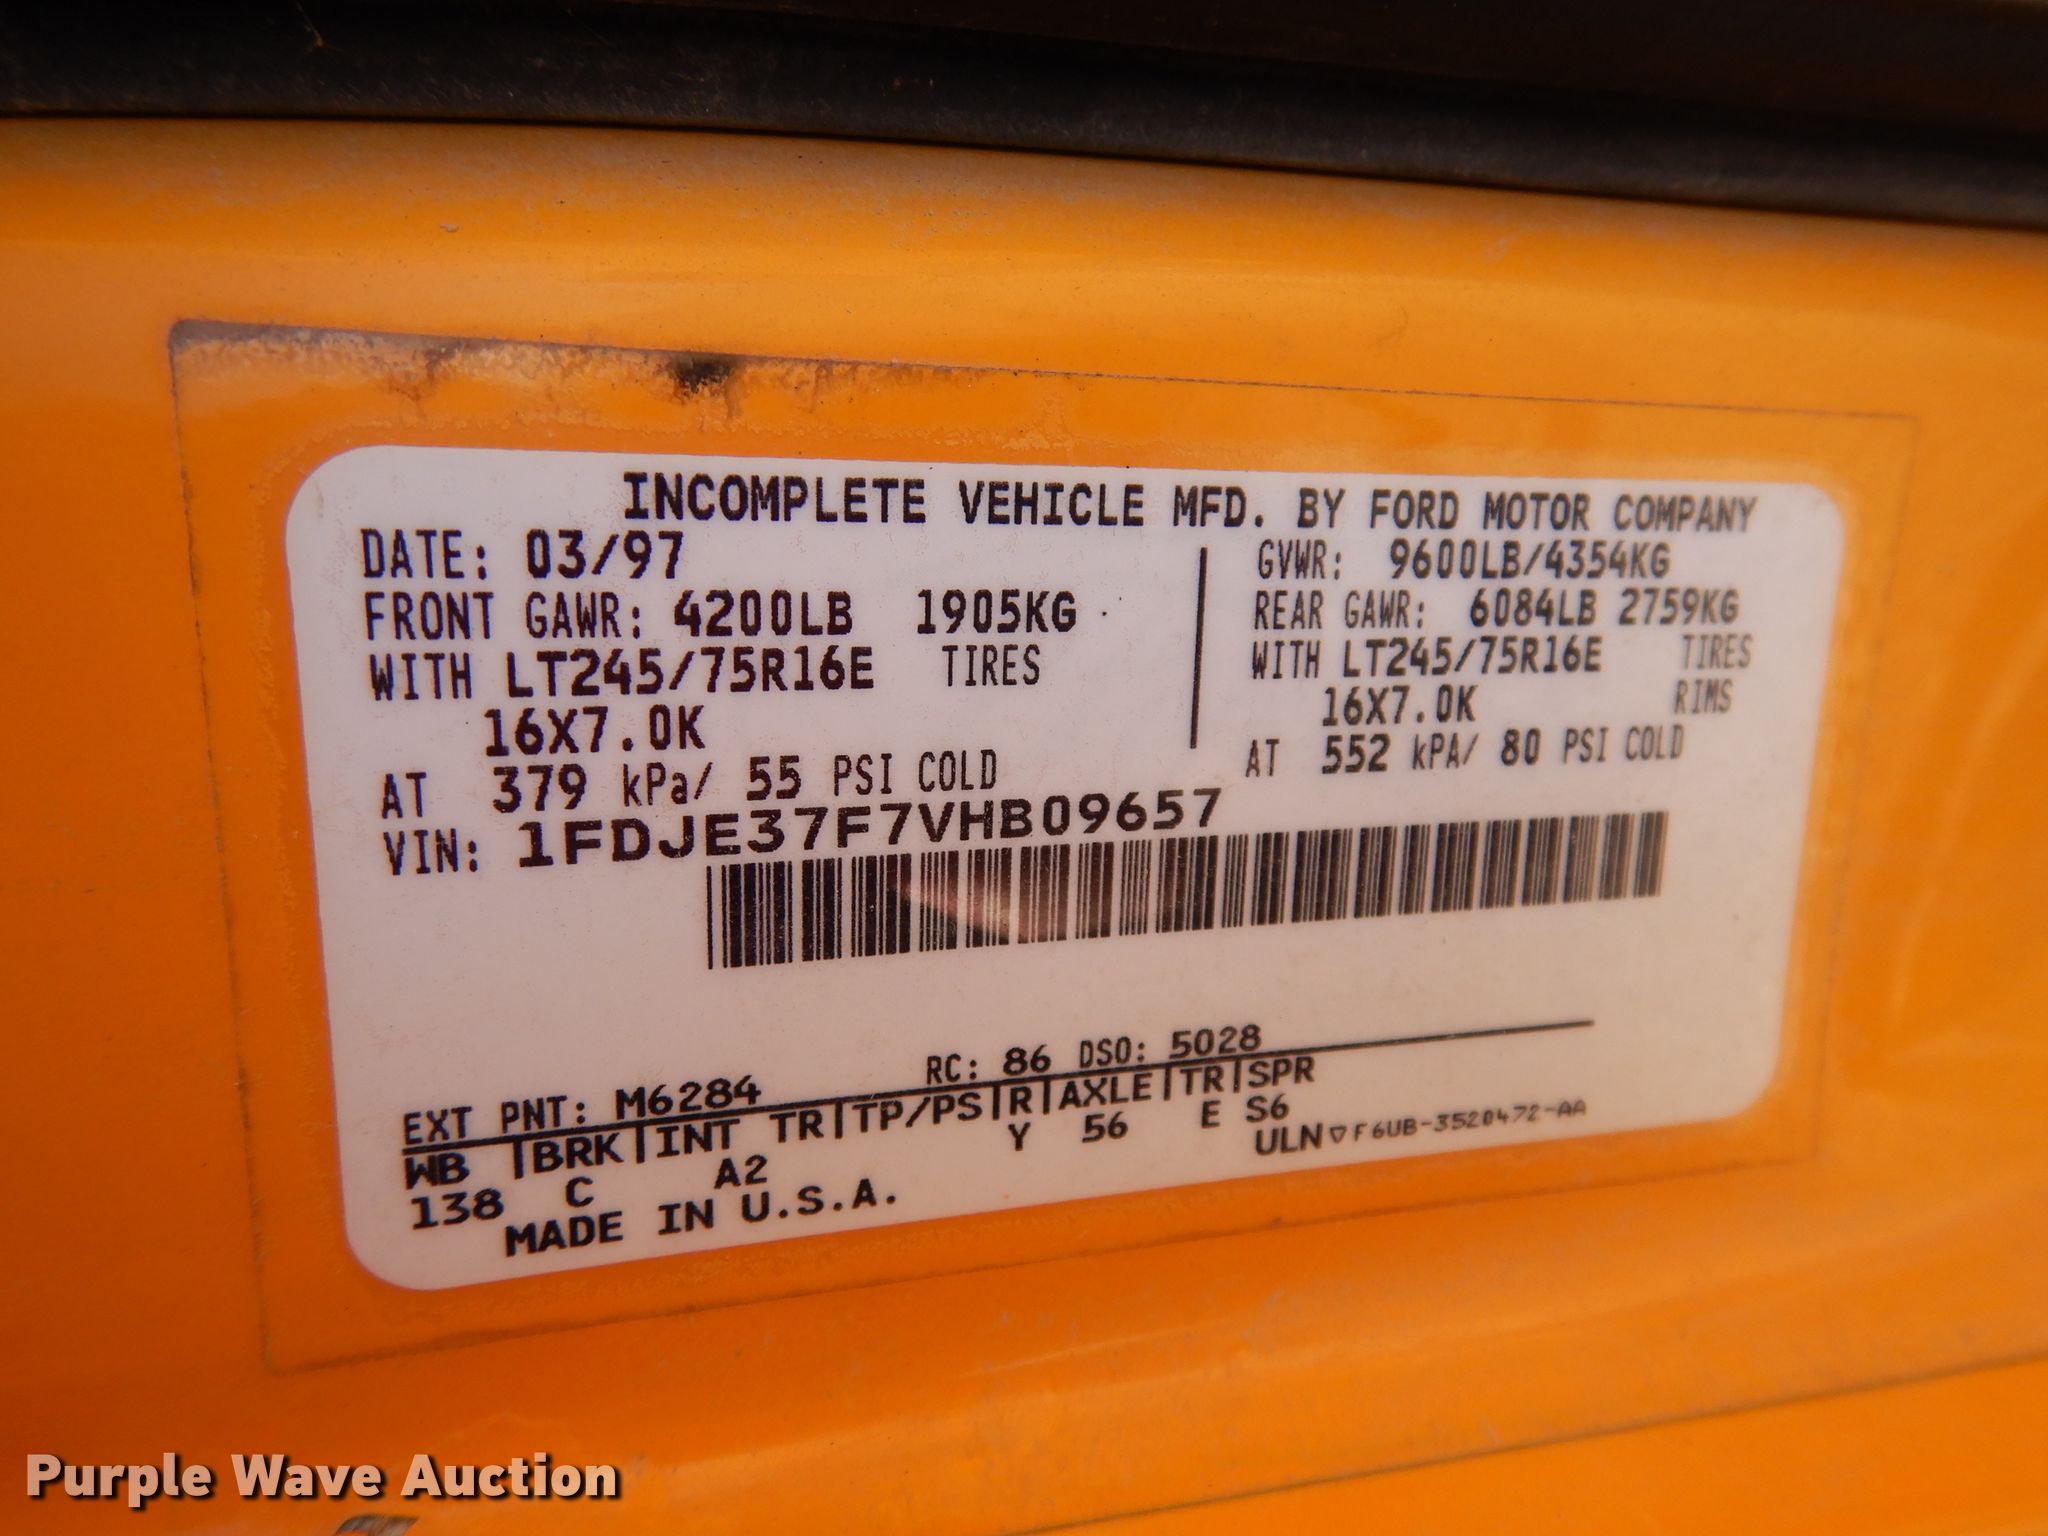 INCOMPLETE VEHICLE MFD. BY FORD MOTOR COMPANY
DATE: 03/97
FRONT GAWR: 4200LB 1905KG
WITH LT245/75R16E TIRES
16X7.0K
AT 379 kPa/ 55 PSI COLD
GVWR: 9600LB/4354KG
REAR GAWR: 6084LB 2759KG
WITH LT245/75R16E TIRES
16X7.0K RIMS
AT 552 kPA/ 80 PSI COLD
VIN: 1FDJE37F7VHB09657
EXT PNT: M6284 RC: 86 DSO: 5028
WB |BRK|INT TR|TP/PS|R|AXLE|TR|SPR
138 C A2 Y 56 E S6
MADE IN U.S.A.
ULN ▽ F6UB-3520472-AA
Purple Wave Auction